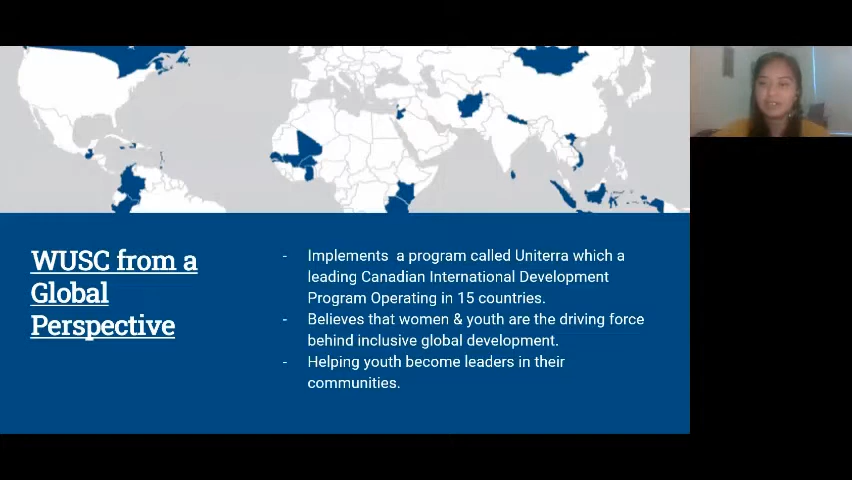 WUSC from a
Global
Perspective
- Implements a program called Uniterra which a
leading Canadian International Development
Program Operating in 15 countries.
- Believes that women & youth are the driving force
behind inclusive global development.
- Helping youth become leaders in their
communities.